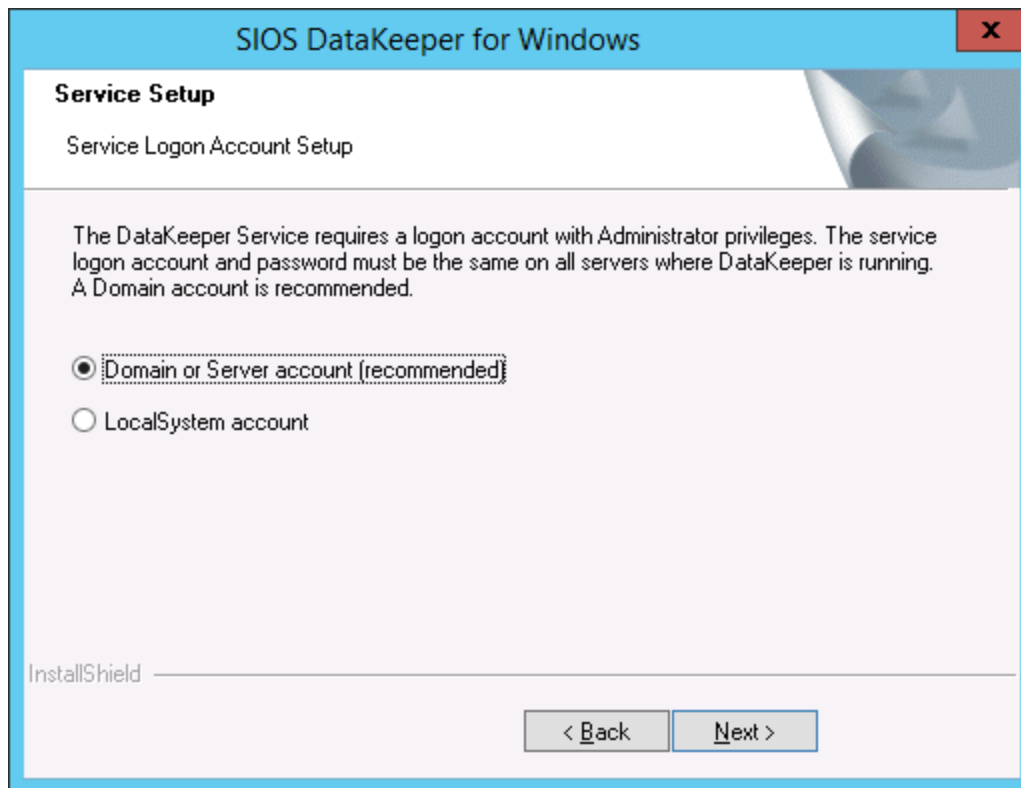 SIOS DataKeeper for Windows
x
Service Setup
Service Logon Account Setup
The DataKeeper Service requires a logon account with Administrator privileges. The service
logon account and password must be the same on all servers where DataKeeper is running.
A Domain account is recommended.
Domain or Server account (recommended)
LocalSystem account
InstallShield
< Back
Next >